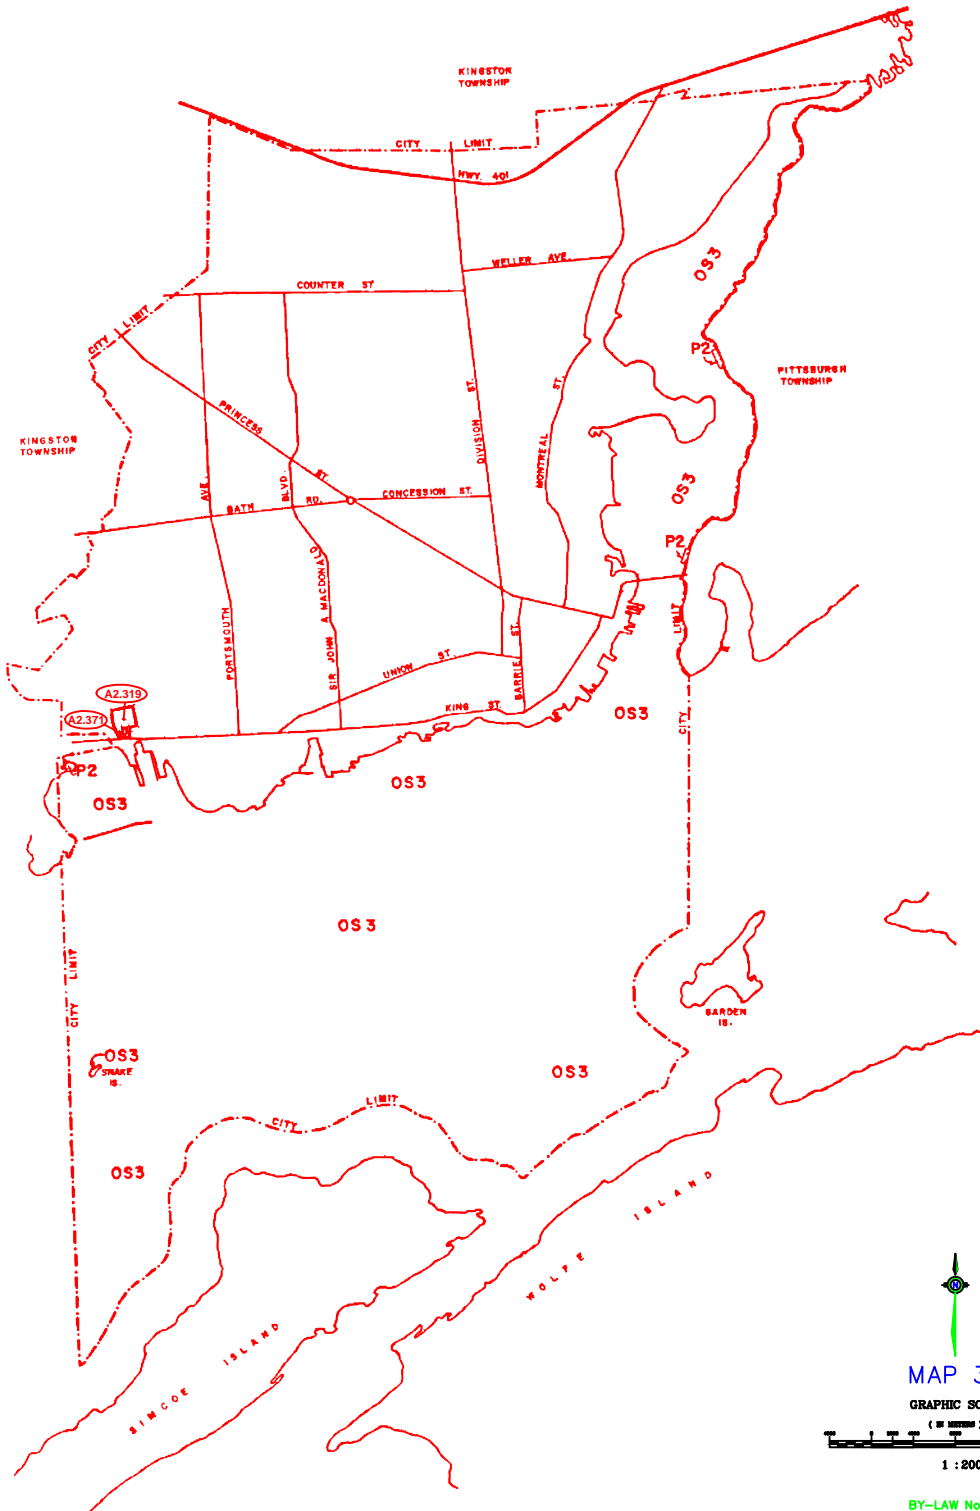 KINGSTON
TOWNSHIP
CITY LIMIT
HWY. 401
WELLER AVE.
OS3
COUNTER ST
CITY LIMIT
P2
PITTSBURGH
TOWNSHIP
KINGSTON
TOWNSHIP
PRINCESS ST.
DIVISION ST.
MONTREAL ST.
AVE.
BLVD.
BATH RD.
CONCESSION ST.
OS3
P2
PORTSMOUTH
SIR JOHN A MACDONALD
UNION ST.
BARRIE ST.
LIMIT
CITY
A2.319
A2.371
KING ST.
OS3
P2
OS3
OS3
OS3
CITY LIMIT
GARDEN
IS.
OS3
SNAKE
IS.
OS3
CITY LIMIT
OS3
WOLFE ISLAND
SIMCOE ISLAND
N
MAP 3
GRAPHIC
1 : 200
BY-LAW No